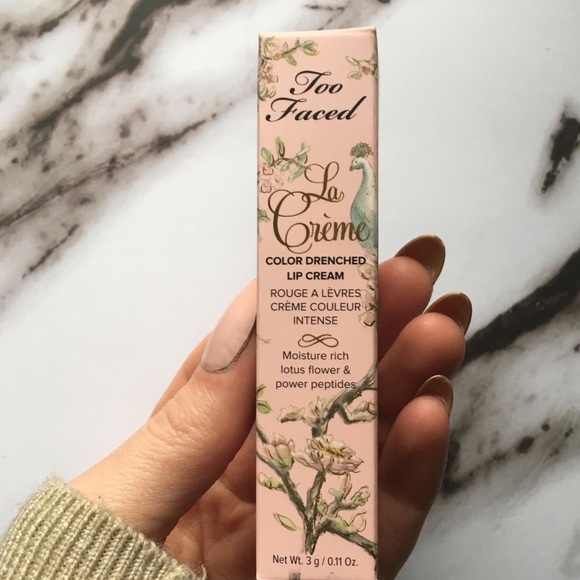 Too
Faced
La
Crème
COLOR DRENCHED
LIP CREAM
ROUGE A LÈVRES
CRÈME COULEUR
INTENSE
Moisture rich
lotus flower &
power peptides
Net Wt. 3 g / 0.11 Oz.